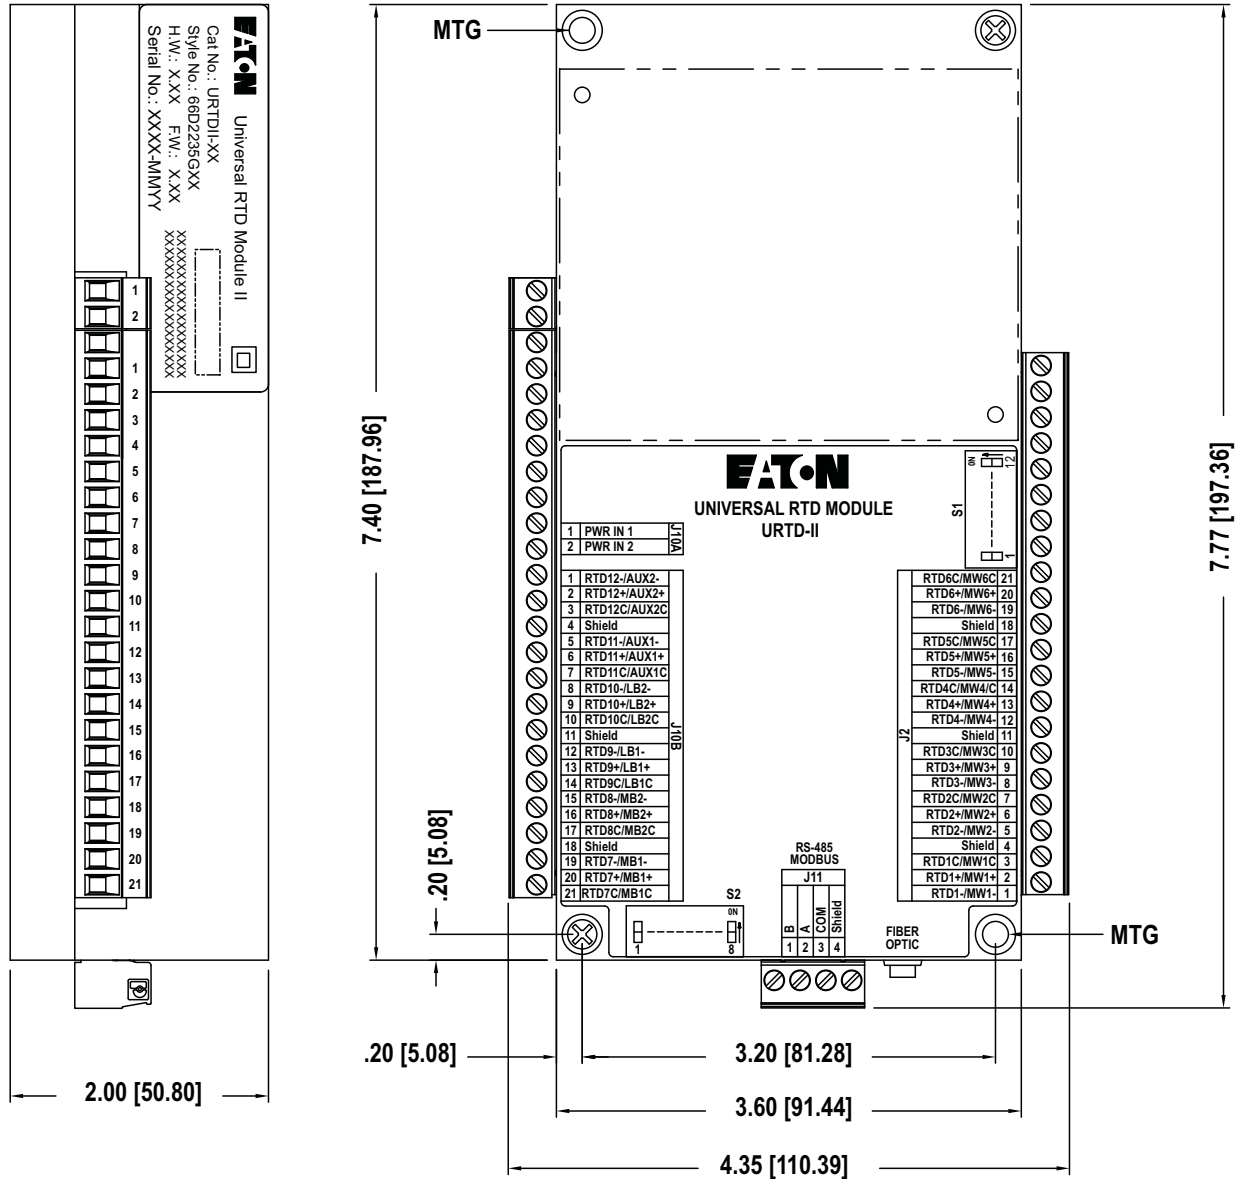 EATON
Universal RTD Module II
Cat No.: URTDII-XX
Style No.: 66D2235GXX
H.W.: X.XX F.W.: X.XX
Serial No.: XXXX-MMYY
1
2
1
2
3
4
5
6
7
8
9
10
11
12
13
14
15
16
17
18
19
20
21
2.00 [50.80]
MTG
7.40 [187.96]
7.77 [197.36]
EATON
UNIVERSAL RTD MODULE
URTD-II
S1
ON
12
1
J10A
1 PWR IN 1
2 PWR IN 2
J10B
1 RTD12-/AUX2-
2 RTD12+/AUX2+
3 RTD12C/AUX2C
4 Shield
5 RTD11-/AUX1-
6 RTD11+/AUX1+
7 RTD11C/AUX1C
8 RTD10-/LB2-
9 RTD10+/LB2+
10 RTD10C/LB2C
11 Shield
12 RTD9-/LB1-
13 RTD9+/LB1+
14 RTD9C/LB1C
15 RTD8-/MB2-
16 RTD8+/MB2+
17 RTD8C/MB2C
18 Shield
19 RTD7-/MB1-
20 RTD7+/MB1+
21 RTD7C/MB1C
J2
RTD6C/MW6C 21
RTD6+/MW6+ 20
RTD6-/MW6- 19
Shield 18
RTD5C/MW5C 17
RTD5+/MW5+ 16
RTD5-/MW5- 15
RTD4C/MW4/C 14
RTD4+/MW4+ 13
RTD4-/MW4- 12
Shield 11
RTD3C/MW3C 10
RTD3+/MW3+ 9
RTD3-/MW3- 8
RTD2C/MW2C 7
RTD2+/MW2+ 6
RTD2-/MW2- 5
Shield 4
RTD1C/MW1C 3
RTD1+/MW1+ 2
RTD1-/MW1- 1
RS-485
MODBUS
J11
B
A
COM
Shield
1 2 3 4
S2
ON
1 8
FIBER
OPTIC
MTG
.20 [5.08]
.20 [5.08]
3.20 [81.28]
3.60 [91.44]
4.35 [110.39]